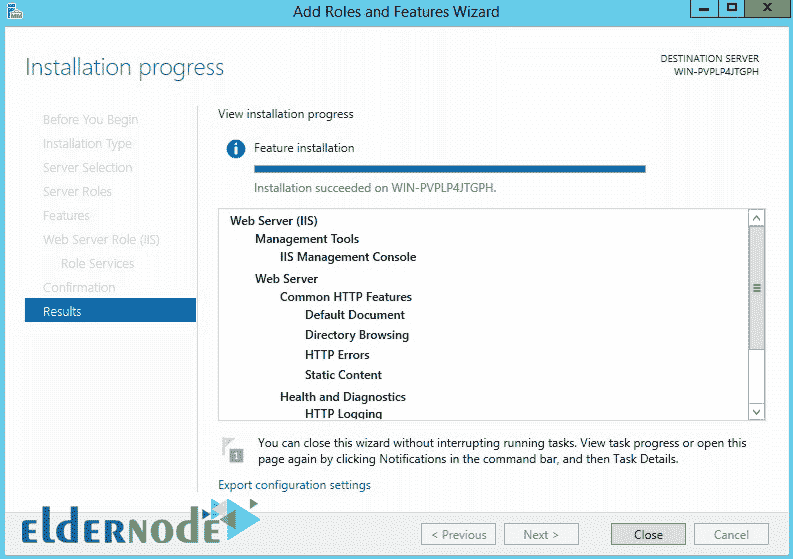 Add Roles and Features Wizard
Installation progress
DESTINATION SERVER
WIN-PVPLP4JTGPH
Before You Begin
Installation Type
Server Selection
Server Roles
Features
Web Server Role (IIS)
Role Services
Confirmation
Results
View installation progress
Feature installation
Installation succeeded on WIN-PVPLP4JTGPH.
Web Server (IIS)
Management Tools
IIS Management Console
Web Server
Common HTTP Features
Default Document
Directory Browsing
HTTP Errors
Static Content
Health and Diagnostics
HTTP Logging
1
You can close this wizard without interrupting running tasks. View task progress or open this
page again by clicking Notifications in the command bar, and then Task Details.
Export configuration settings
elderNode
< Previous
Next >
Close
Cancel